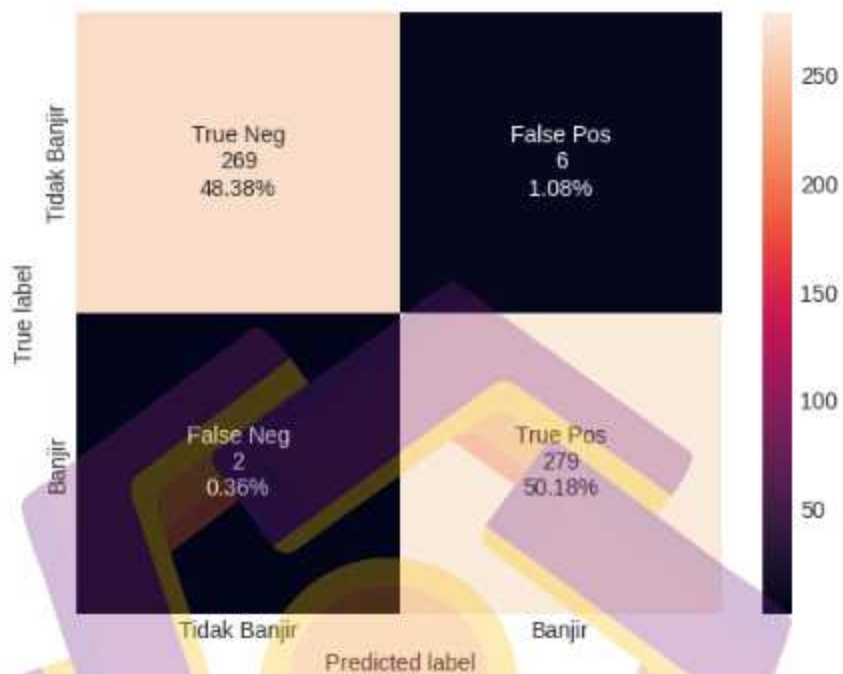 True Neg
269
48.38%
False Pos
6
1.08%
False Neg
2
0.36%
True Pos
279
50.18%
Tidak Banjir
Banjir
True label
Tidak Banjir
Banjir
Predicted label
250
200
150
100
50